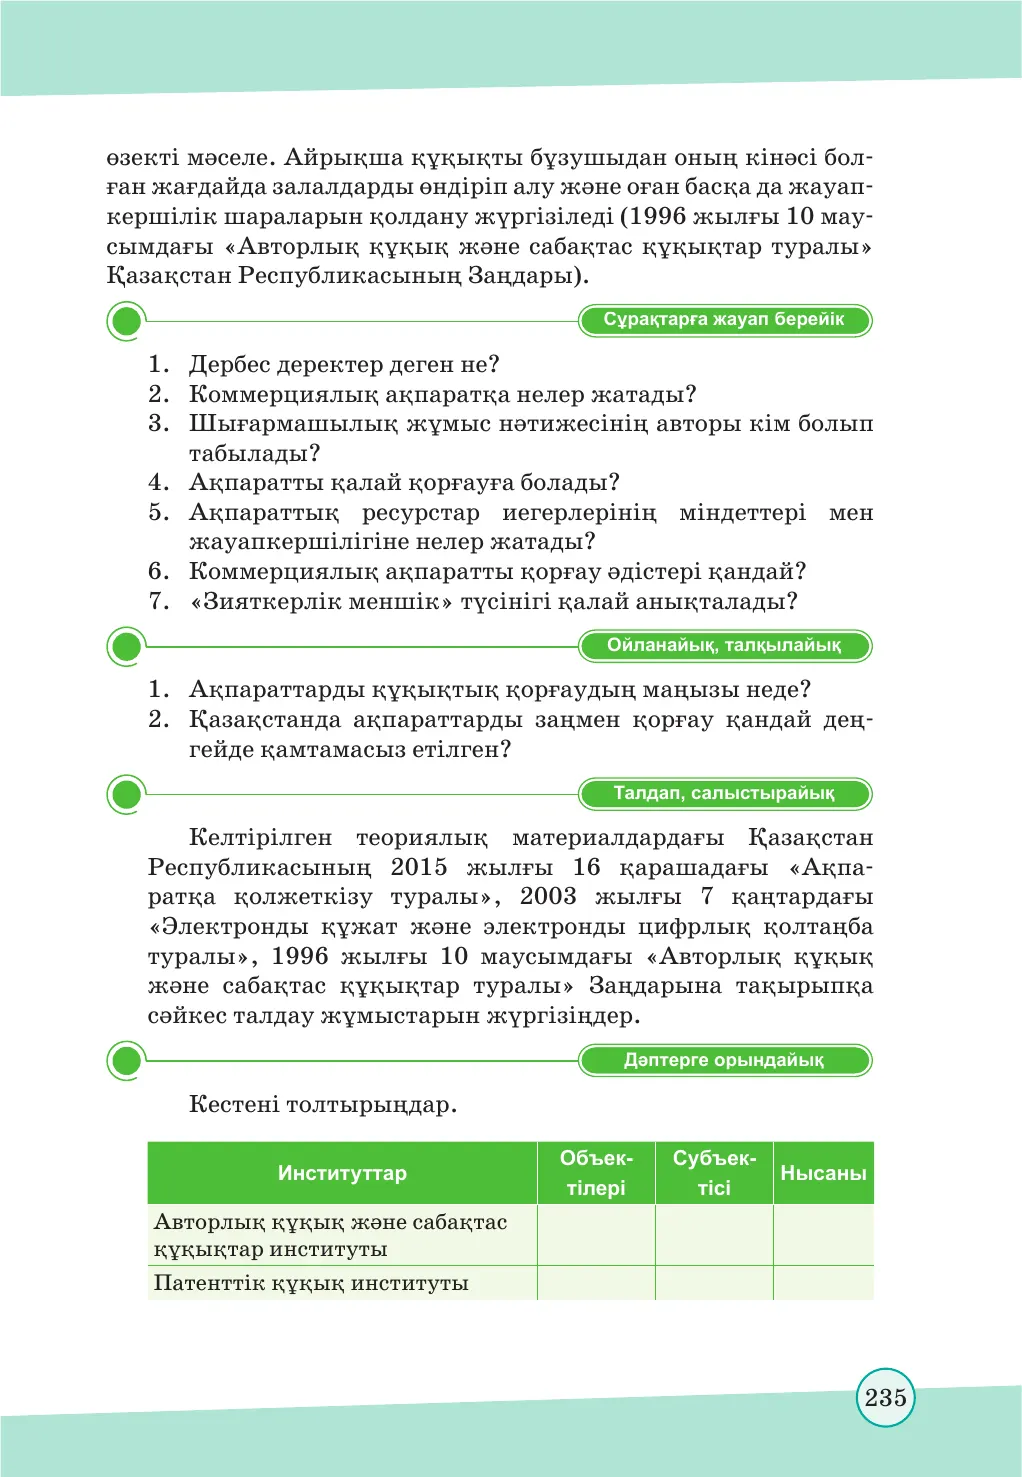 өзекті мәселе. Айрықша құқықты бұзушыдан оның кінәсі бол-
ған жағдайда залалдарды өндіріп алу және оған басқа да жауап-
кершілік шараларын қолдану жүргізіледі (1996 жылғы 10 мау-
сымдағы «Авторлық құқық және сабақтас құқықтар туралы»
Қазақстан Республикасының Заңдары).
Сұрақтарға жауап берейік
1. Дербес деректер деген не?
2. Коммерциялық ақпаратқа нелер жатады?
3. Шығармашылық жұмыс нәтижесінің авторы кім болып
табылады?
4. Ақпаратты қалай қорғауға болады?
5. Ақпараттық ресурстар иегерлерінің міндеттері мен
жауапкершілігіне нелер жатады?
6. Коммерциялық ақпаратты қорғау әдістері қандай?
7. «Зияткерлік меншік» түсінігі қалай анықталады?
Ойланайық, талқылайық
1. Ақпараттарды құқықтық қорғаудың маңызы неде?
2. Қазақстанда ақпараттарды заңмен қорғау қандай дең-
гейде қамтамасыз етілген?
Талдап, салыстырайық
Келтірілген теориялық материалдардағы Қазақстан
Республикасының 2015 жылғы 16 қарашадағы «Ақпа-
ратқа қолжеткізу туралы», 2003 жылғы 7 қаңтардағы
«Электронды құжат және электронды цифрлық қолтаңба
туралы», 1996 жылғы 10 маусымдағы «Авторлық құқық
және сабақтас құқықтар туралы» Заңдарына тақырыпқа
сәйкес талдау жұмыстарын жүргізіңдер.
Дәптерге орындайық
Кестені толтырыңдар.
Институттар
Объек-
тілері
Субъек-
тісі
Нысаны
Авторлық құқық және сабақтас
құқықтар институты
Патенттік құқық институты
235